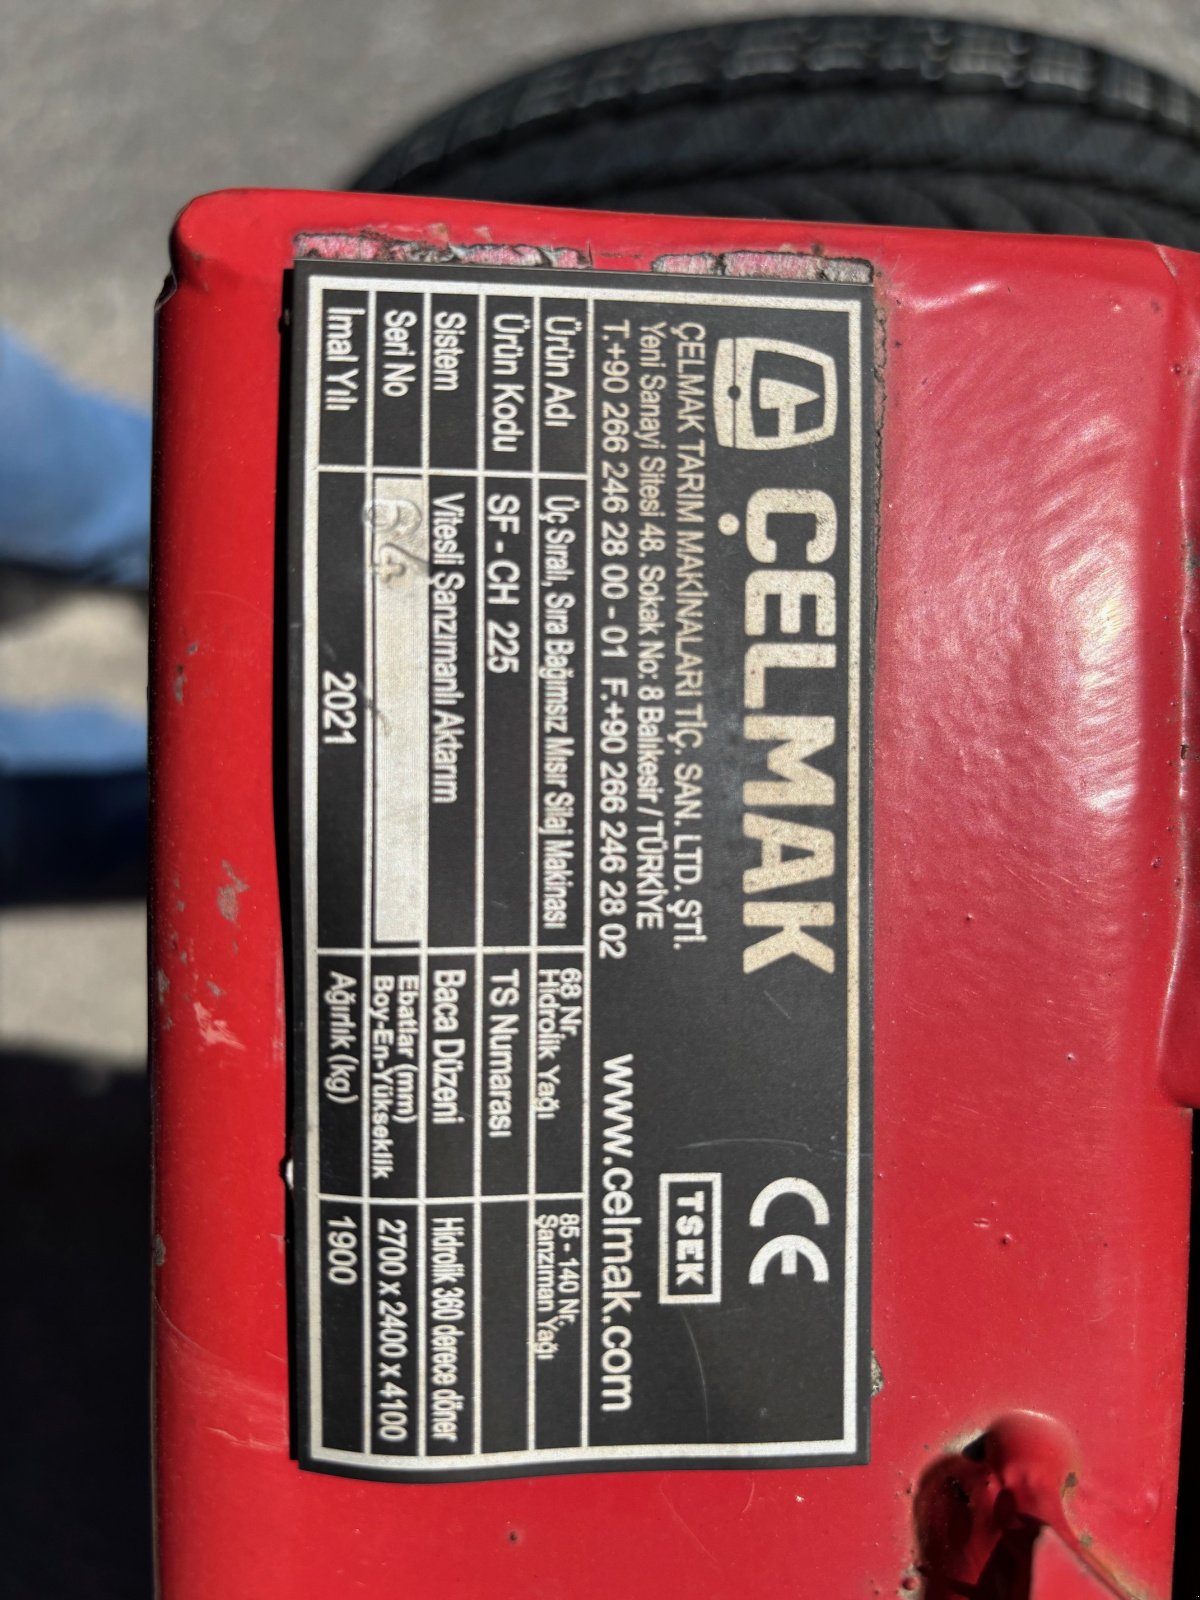 ÇELMAK
CE
ÇELMAK TARIM MAKİNALARI TİÇ. SAN. LTD. ŞTİ.
Yeni Sanayi Sitesi 48. Sokak No: 8 Balıkesir / TÜRKİYE
TSEK
T.+90 266 246 28 00 - 01 F.+90 266 246 28 02
www.celmak.com
Ürün Adı Üç Sıralı, Sıra Bağımsız Mısır Silaj Makinası 68 Nr. Hidrolik Yağı 85 - 140 Nr. Şanzıman Yağı
Ürün Kodu SF - CH 225 TS Numarası
Sistem Vitesli Şanzımanlı Aktarım Baca Düzeni Hidrolik 360 derece döner
Seri No 64 Ebatlar (mm) Boy-En-Yükseklik 2700 x 2400 x 4100
İmal Yılı 2021 Ağırlık (kg) 1900